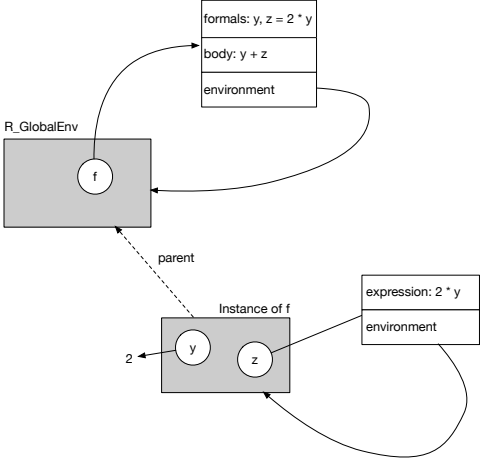 formals: y, z = 2 * y
body: y + z
environment
R_GlobalEnv
f
parent
Instance of f
expression: 2 * y
environment
y
z
2